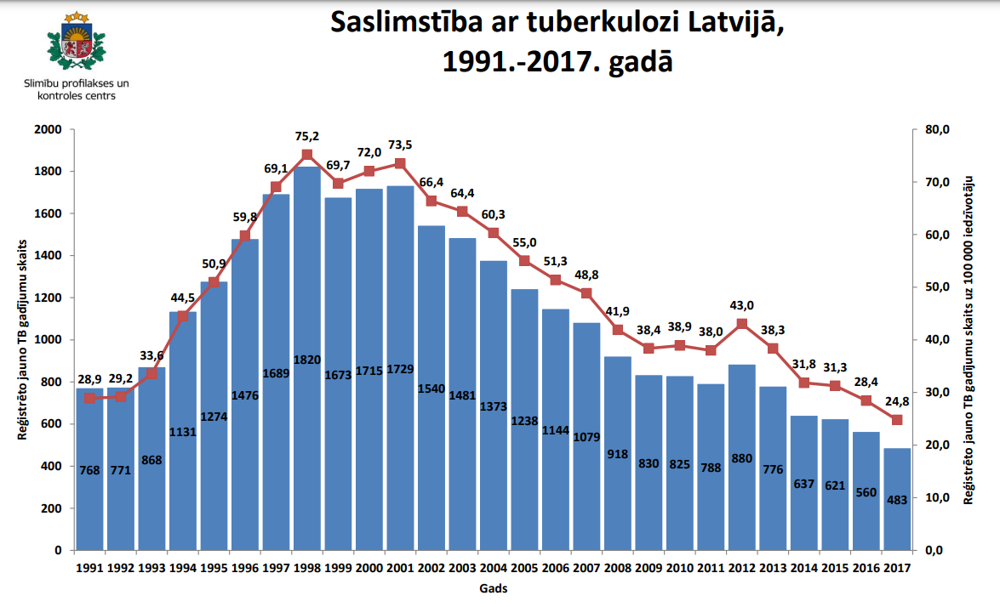 Saslimstība ar tuberkulozi Latvijā,
1991.-2017. gadā
Slimību profilakses un
kontroles centrs
Reģistrēto jauno TB gadījumu skaits
2000
1800
1600
1400
1200
1000
800
600
400
200
0
28,9 29,2 33,6 44,5 50,9 59,8 69,1 75,2 69,7 72,0 73,5 66,4 64,4 60,3 55,0 51,3 48,8 41,9 38,4 38,9 38,0 43,0 38,3 31,8 31,3 28,4 24,8
768 771 868 1131 1274 1476 1689 1820 1673 1715 1729 1540 1481 1373 1238 1144 1079 918 830 825 788 880 776 637 621 560 483
80,0
70,0
60,0
50,0
40,0
30,0
20,0
10,0
0,0
Reģistrēto jauno TB gadījumu skaits uz 100 000 iedzīvotāju
1991 1992 1993 1994 1995 1996 1997 1998 1999 2000 2001 2002 2003 2004 2005 2006 2007 2008 2009 2010 2011 2012 2013 2014 2015 2016 2017
Gads